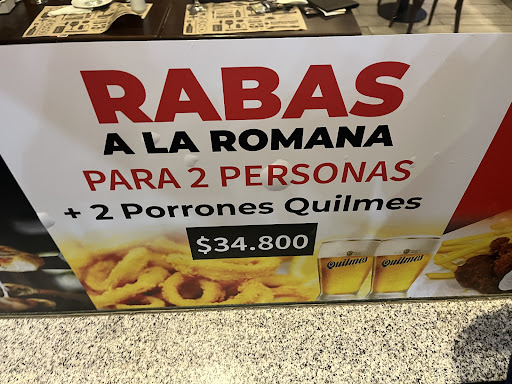 RABAS
A LA ROMANA
PARA 2 PERSONAS
+ 2 Porrones Quilmes
$34.800
Quilmes Quilmes